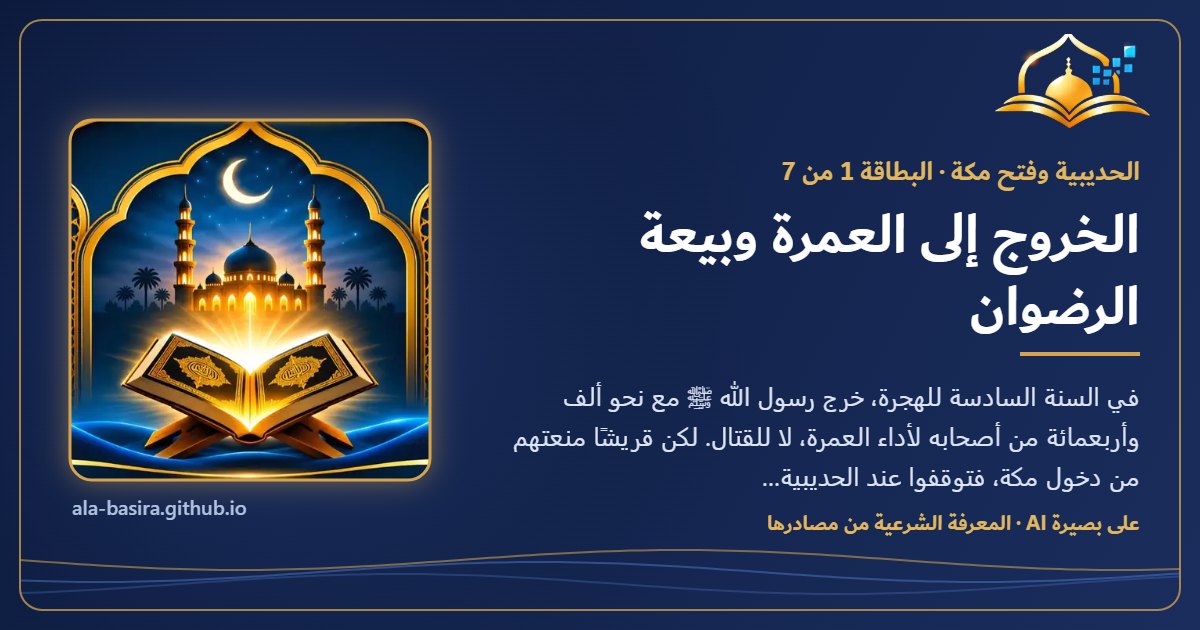 الحديبية وفتح مكة · البطاقة 1 من 7
الخروج إلى العمرة وبيعة
الرضوان
في السنة السادسة للهجرة، خرج رسول الله ﷺ مع نحو ألف
وأربعمائة من أصحابه لأداء العمرة، لا للقتال. لكن قريشًا منعتهم
من دخول مكة، فتوقفوا عند الحديبية...
على بصيرة AI · المعرفة الشرعية من مصادرها
ala-basira.github.io